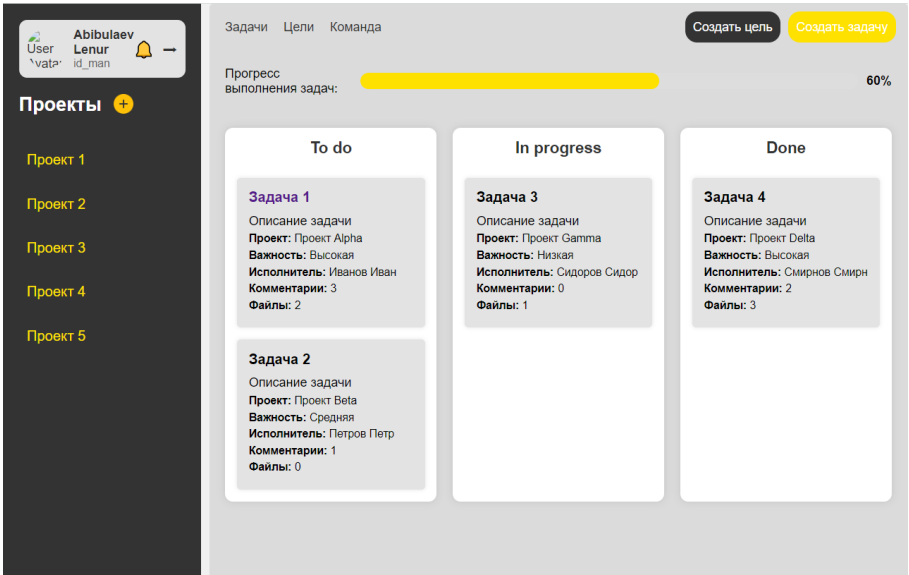 User
Avatar
Abibulaev
Lenur
id_man
Проекты +
Проект 1
Проект 2
Проект 3
Проект 4
Проект 5
Задачи Цели Команда
Создать цель
Создать задачу
Прогресс
выполнения задач:
60%
To do
Задача 1
Описание задачи
Проект: Проект Alpha
Важность: Высокая
Исполнитель: Иванов Иван
Комментарии: 3
Файлы: 2
Задача 2
Описание задачи
Проект: Проект Beta
Важность: Средняя
Исполнитель: Петров Петр
Комментарии: 1
Файлы: 0
In progress
Задача 3
Описание задачи
Проект: Проект Gamma
Важность: Низкая
Исполнитель: Сидоров Сидор
Комментарии: 0
Файлы: 1
Done
Задача 4
Описание задачи
Проект: Проект Delta
Важность: Высокая
Исполнитель: Смирнов Смирн
Комментарии: 2
Файлы: 3